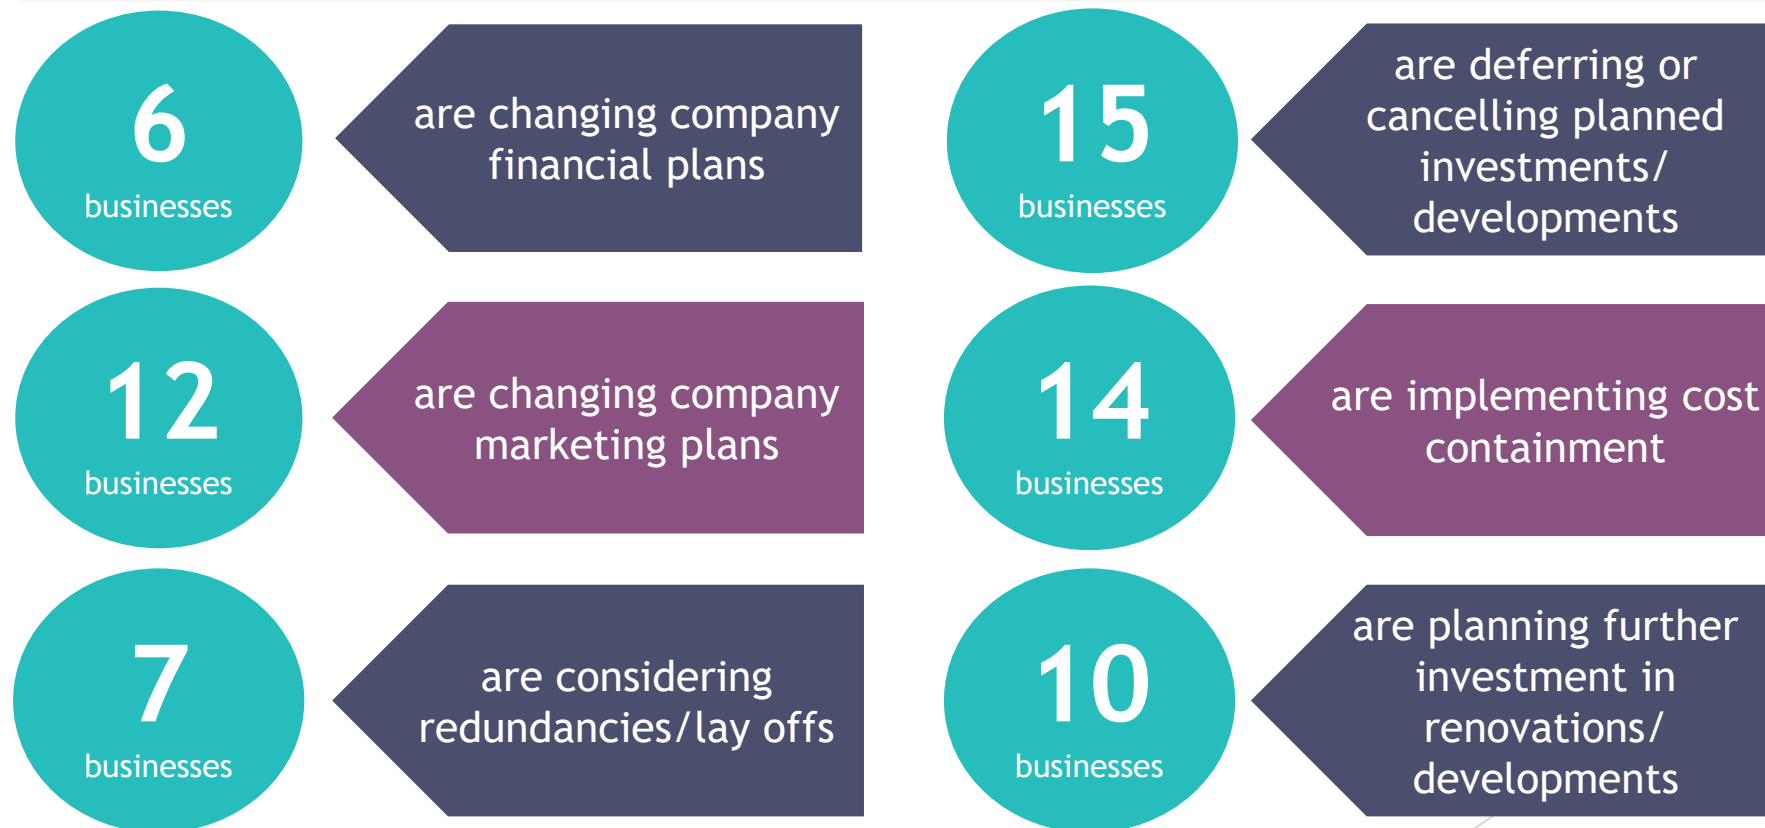 6
businesses
are changing company
financial plans
15
businesses
are deferring or
cancelling planned
investments/
developments
12
businesses
are changing company
marketing plans
14
businesses
are implementing cost
containment
7
businesses
are considering
redundancies/lay offs
10
businesses
are planning further
investment in
renovations/
developments